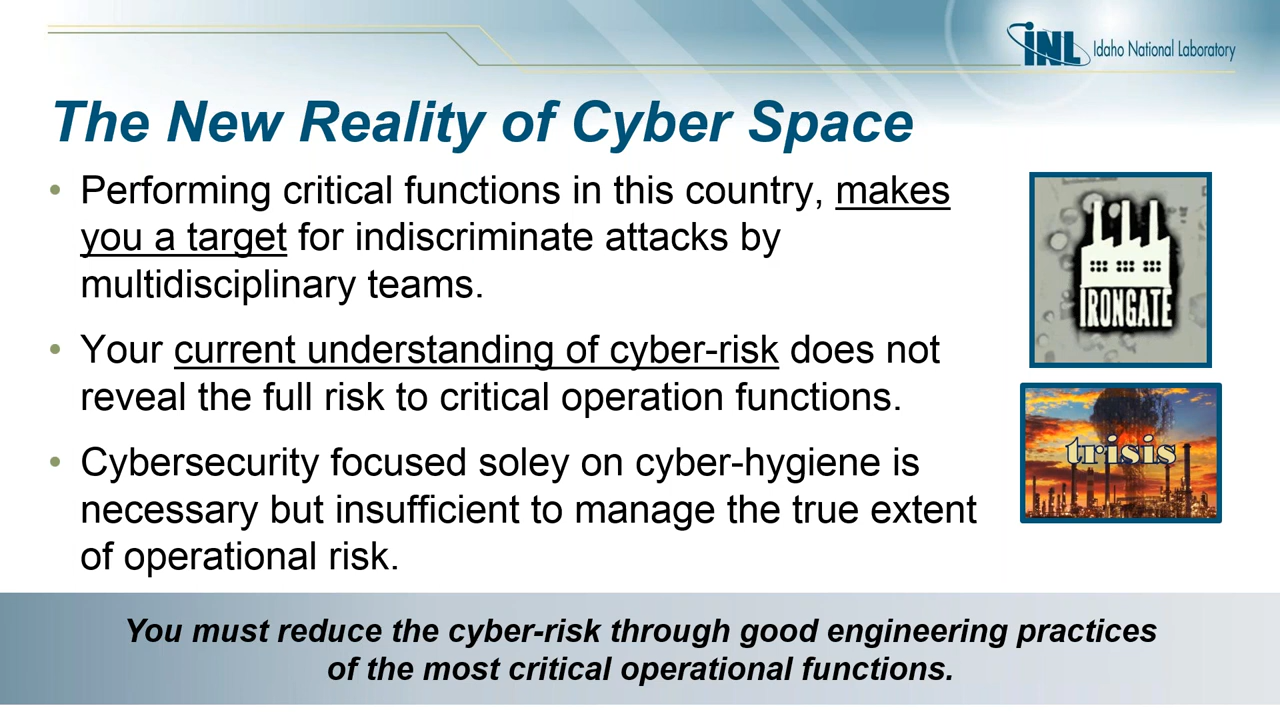 INL Idaho National Laboratory
The New Reality of Cyber Space
• Performing critical functions in this country, makes
you a target for indiscriminate attacks by
multidisciplinary teams.
• Your current understanding of cyber-risk does not
reveal the full risk to critical operation functions.
• Cybersecurity focused soley on cyber-hygiene is
necessary but insufficient to manage the true extent
of operational risk.
IRONGATE
trisis
You must reduce the cyber-risk through good engineering practices
of the most critical operational functions.